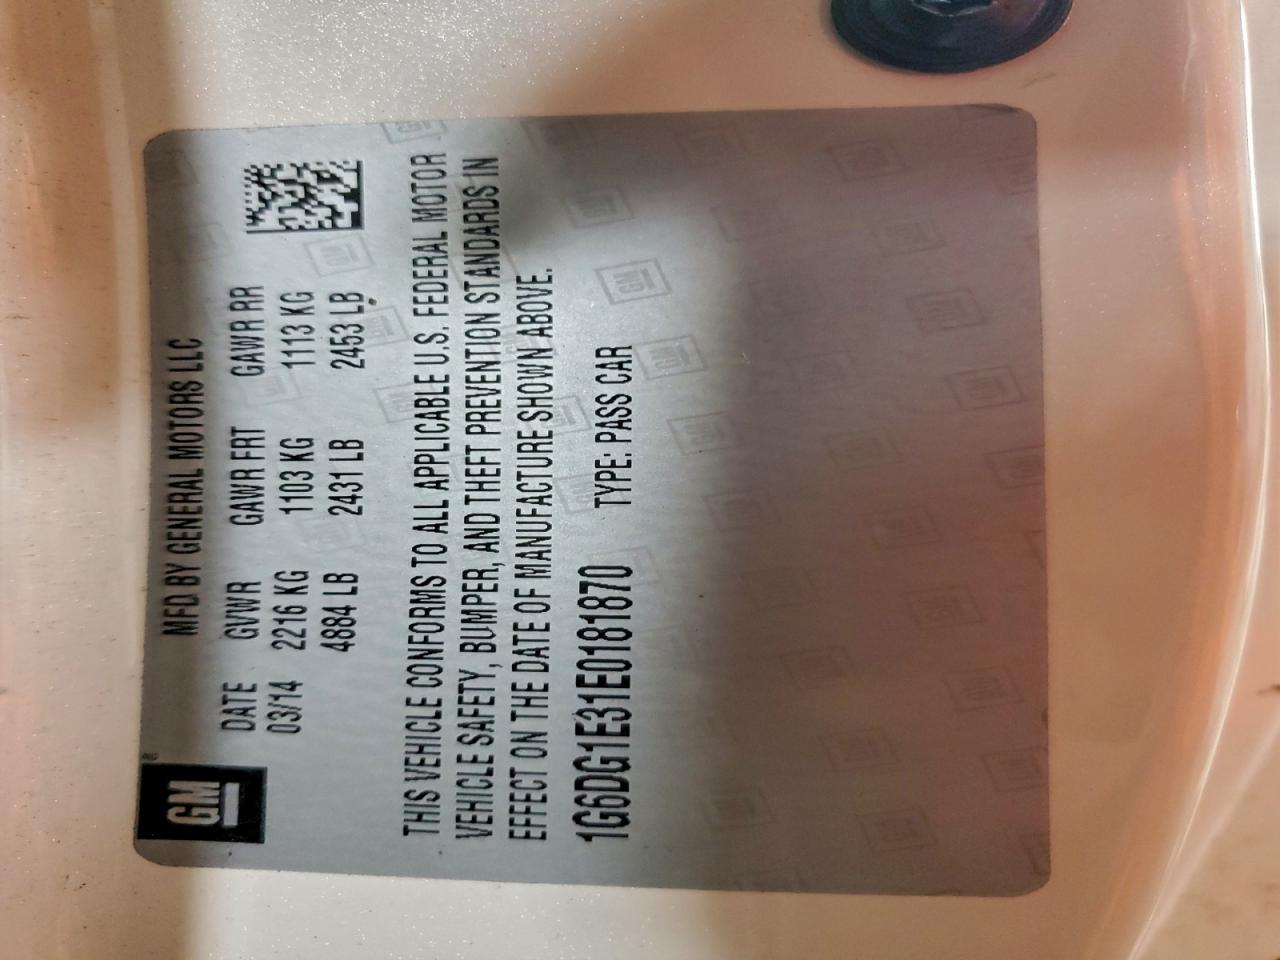 GM
MFD BY GENERAL MOTORS LLC
DATE GVWR GAWR FRT GAWR RR
03/14 2216 KG 1103 KG 1113 KG
4884 LB 2431 LB 2453 LB
THIS VEHICLE CONFORMS TO ALL APPLICABLE U.S. FEDERAL MOTOR
VEHICLE SAFETY, BUMPER, AND THEFT PREVENTION STANDARDS IN
EFFECT ON THE DATE OF MANUFACTURE SHOWN ABOVE.
1G6DG1E31E0181870 TYPE: PASS CAR